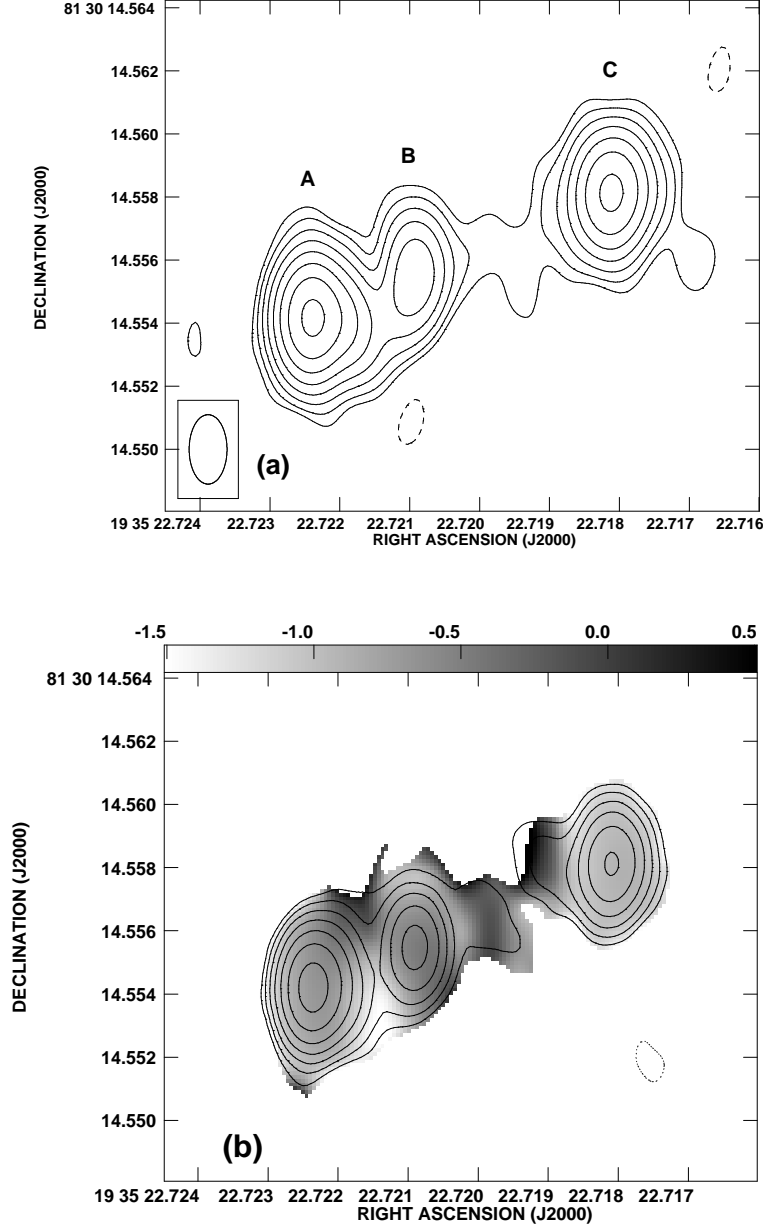 81 30 14.564
14.562
14.560
14.558
14.556
14.554
14.552
14.550
DECLINATION (J2000)
A
B
C
(a)
19 35 22.724 22.723 22.722 22.721 22.720 22.719 22.718 22.717 22.716
RIGHT ASCENSION (J2000)
-1.5 -1.0 -0.5 0.0 0.5
81 30 14.564
14.562
14.560
14.558
14.556
14.554
14.552
14.550
DECLINATION (J2000)
(b)
19 35 22.724 22.723 22.722 22.721 22.720 22.719 22.718 22.717
RIGHT ASCENSION (J2000)